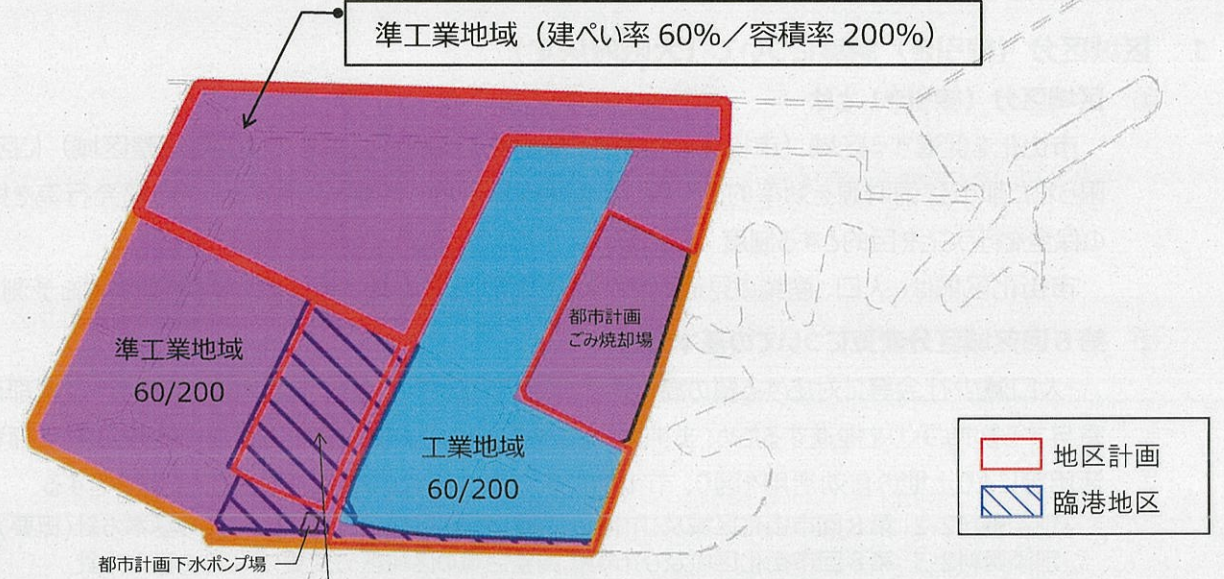 準工業地域（建ぺい率 60%／容積率 200%）
都市計画
ごみ焼却場
準工業地域
60/200
工業地域
60/200
地区計画
臨港地区
都市計画下水ポンプ場